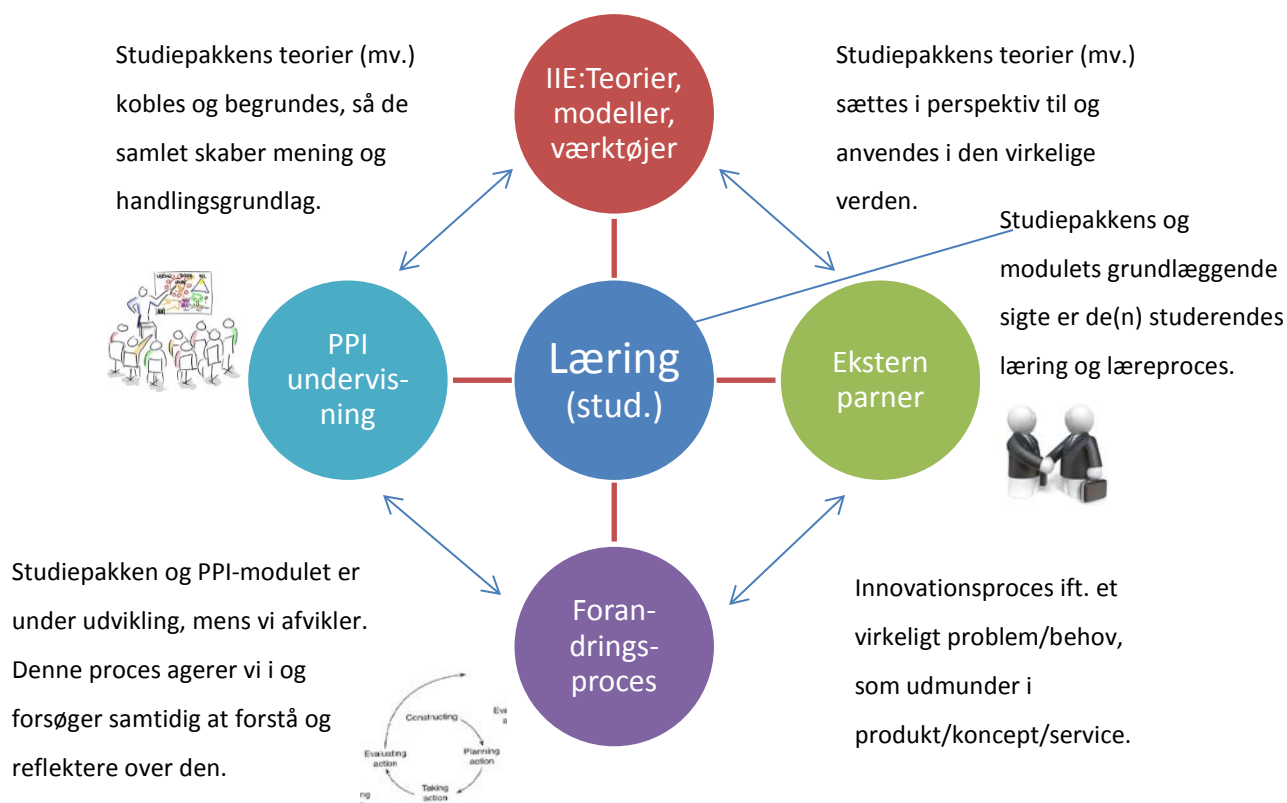 Studiepakkens teorier (mv.)
kobles og begrundes, så de
samlet skaber mening og
handlingsgrundlag.
IIE:Teorier,
modeller,
værktøjer
Studiepakkens teorier (mv.)
sættes i perspektiv til og
anvendes i den virkelige
verden.
Studiepakkens og
modulets grundlæggende
sigte er de(n) studerendes
læring og læreproces.
PPI
undervis-
ning
Læring
(stud.)
Ekstern
parner
Studiepakken og PPI-modulet er
under udvikling, mens vi afvikler.
Denne proces agerer vi i og
forsøger samtidig at forstå og
reflektere over den.
Foran-
drings-
proces
Innovationsproces ift. et
virkeligt problem/behov,
som udmunder i
produkt/koncept/service.
Constructing
Evaluating
action
Planning
action
Taking
action